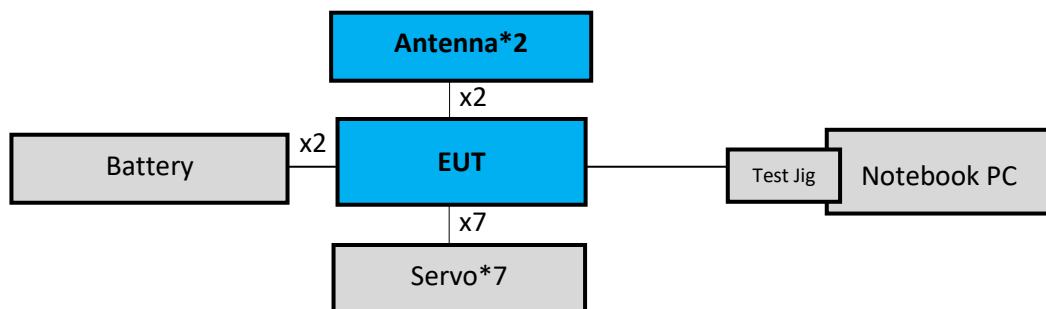 Antenna*2
x2
Battery
x2
EUT
Test Jig
Notebook PC
x7
Servo*7